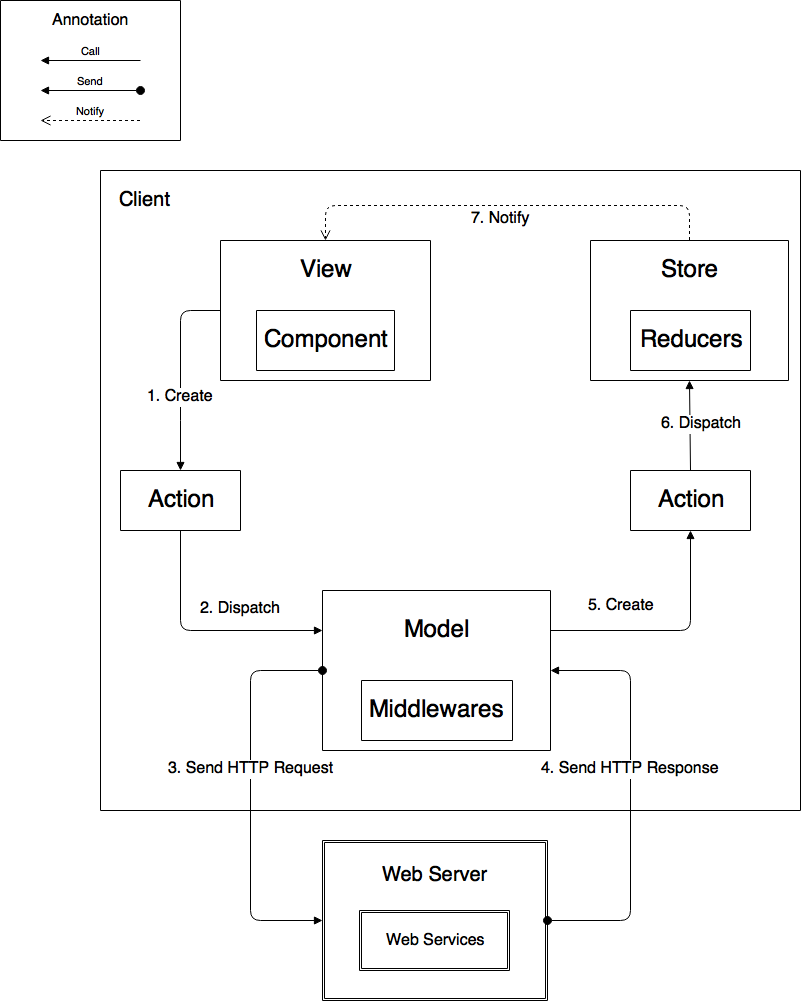 Annotation
Call
Send
Notify
Client
7. Notify
View
Store
Component
Reducers
1. Create
6. Dispatch
Action
Action
2. Dispatch
5. Create
Model
Middlewares
3. Send HTTP Request
4. Send HTTP Response
Web Server
Web Services